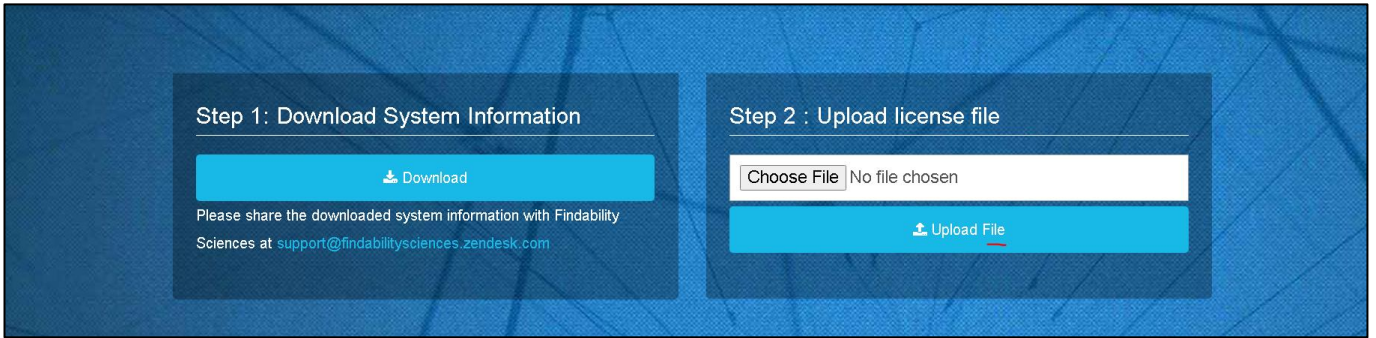 Step 1: Download System Information
Download
Please share the downloaded system information with Findability
Sciences at support@findabilitysciences.zendesk.com
Step 2 : Upload license file
Choose File No file chosen
Upload File